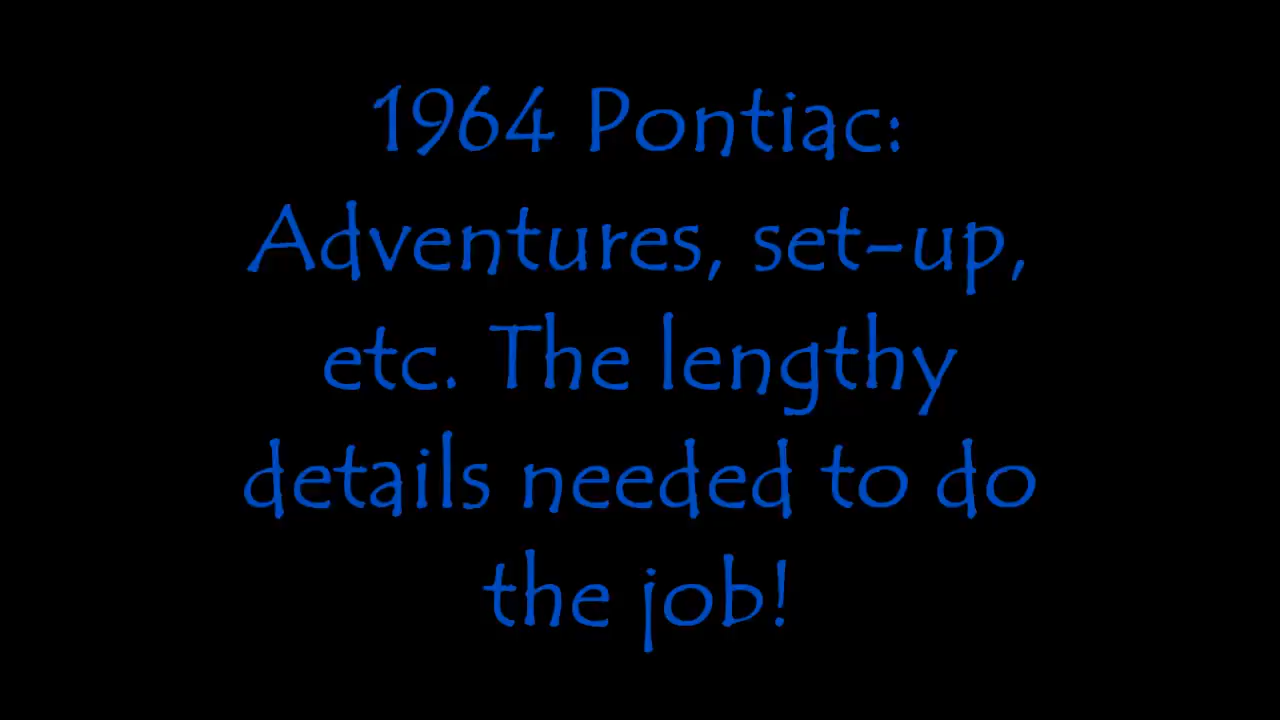 1964 Pontiac:
Adventures, set-up,
etc. The lengthy
details needed to do
the job!